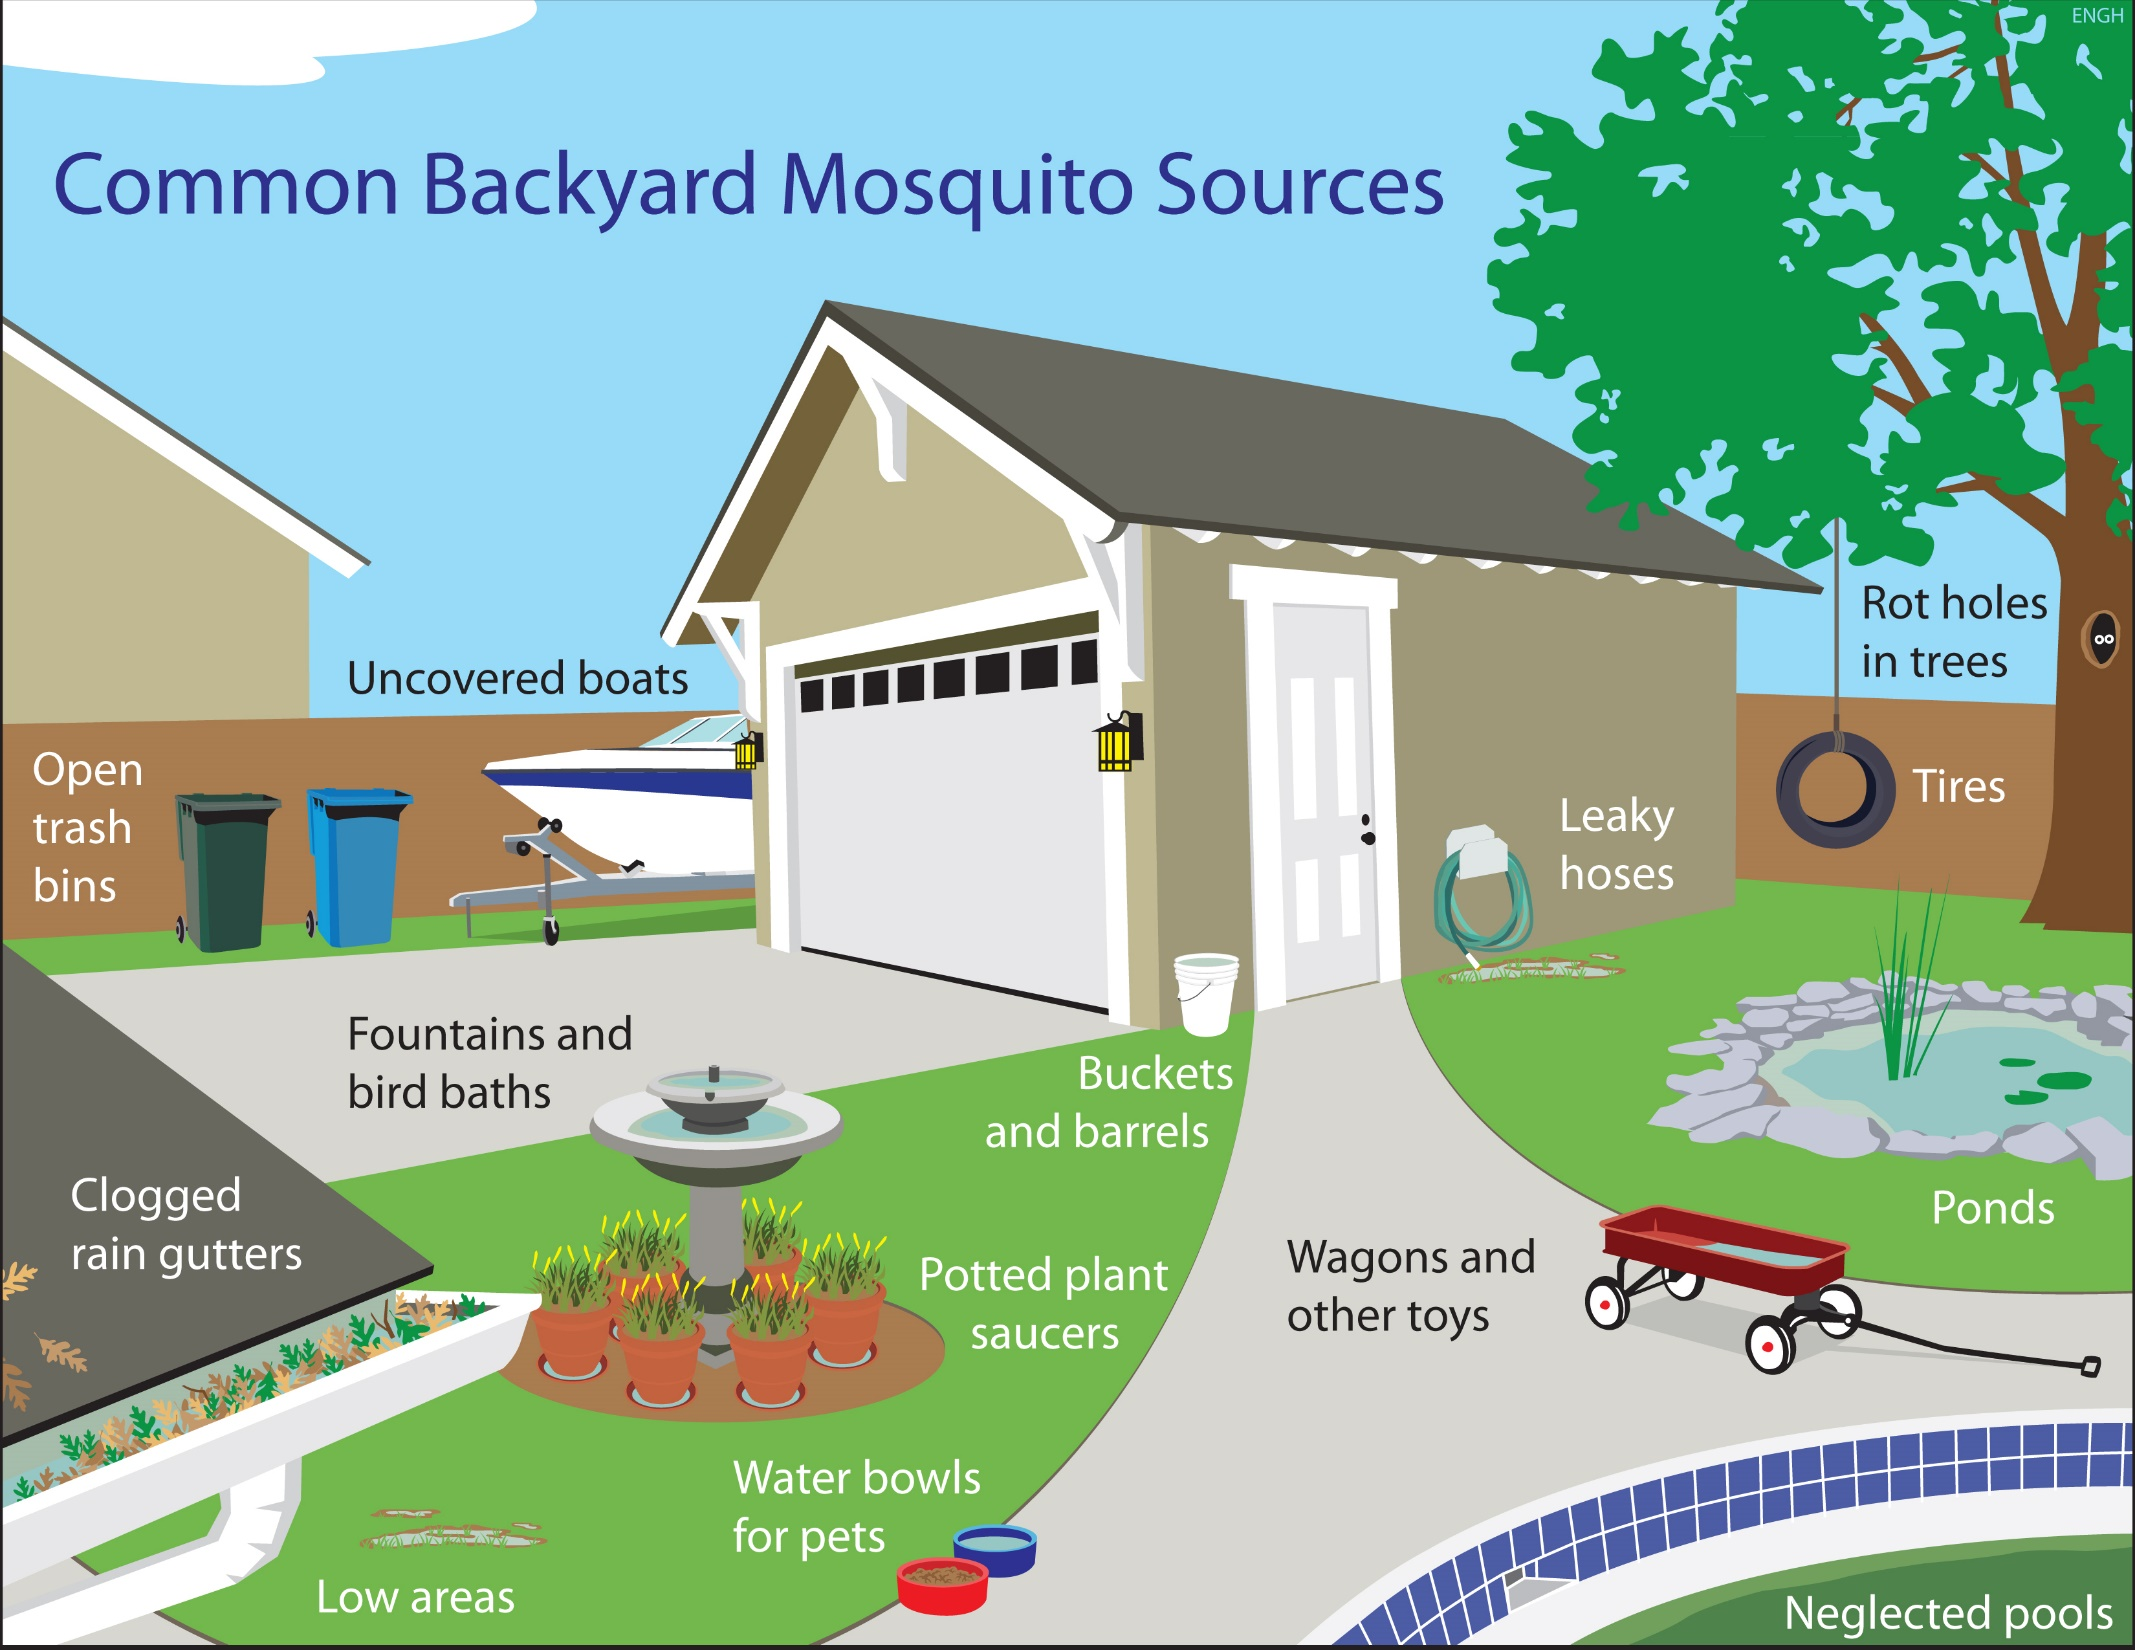 ENGH
Common Backyard Mosquito Sources
Rot holes
in trees
Uncovered boats
Open
trash
bins
Tires
Leaky
hoses
Fountains and
bird baths
Buckets
and barrels
Clogged
rain gutters
Ponds
Potted plant
saucers
Wagons and
other toys
Water bowls
for pets
Low areas
Neglected pools